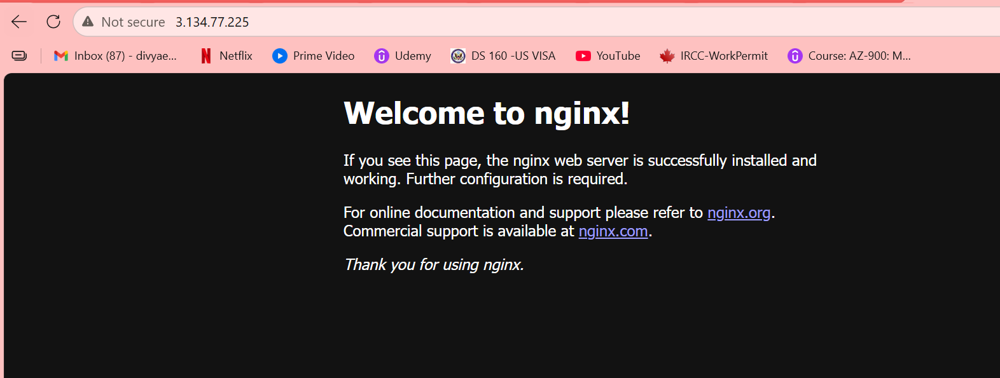 Not secure 3.134.77.225
Inbox (87) - divyae... Netflix Prime Video Udemy DS 160 -US VISA YouTube IRCC-WorkPermit Course: AZ-900: M...
Welcome to nginx!
If you see this page, the nginx web server is successfully installed and
working. Further configuration is required.
For online documentation and support please refer to nginx.org.
Commercial support is available at nginx.com.
Thank you for using nginx.